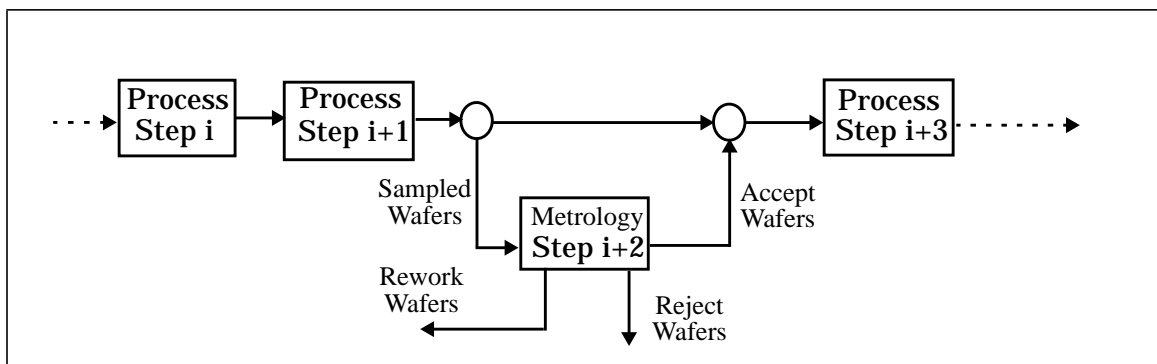 Process
Step i
Process
Step i+1
Process
Step i+3
Sampled
Wafers
Metrology
Step i+2
Accept
Wafers
Rework
Wafers
Reject
Wafers